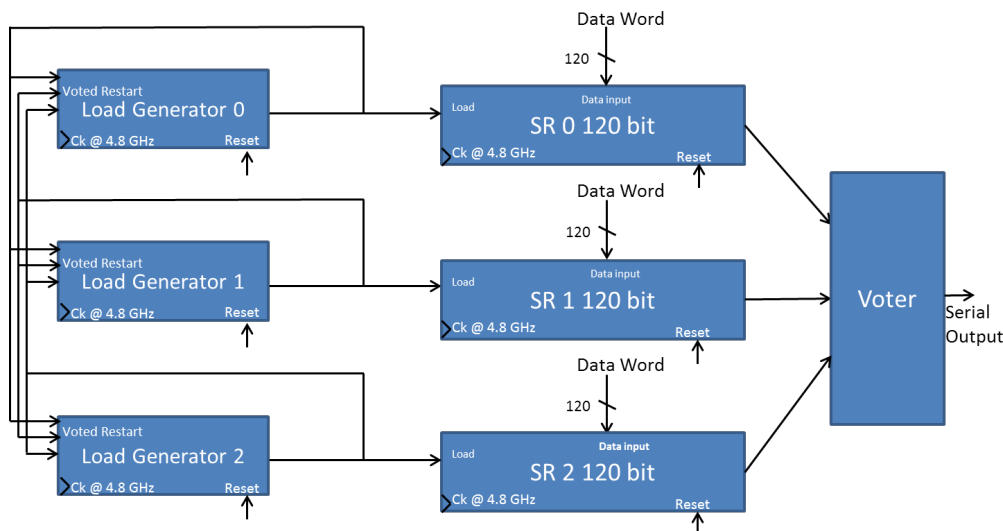 Data Word
120
Voted Restart
Load Generator 0
Ck @ 4.8 GHz
Reset
Load
Data input
SR 0 120 bit
Ck @ 4.8 GHz
Reset
Data Word
120
Voted Restart
Load Generator 1
Ck @ 4.8 GHz
Reset
Load
Data input
SR 1 120 bit
Ck @ 4.8 GHz
Reset
Voter
Serial
Output
Data Word
120
Voted Restart
Load Generator 2
Ck @ 4.8 GHz
Reset
Load
Data input
SR 2 120 bit
Ck @ 4.8 GHz
Reset